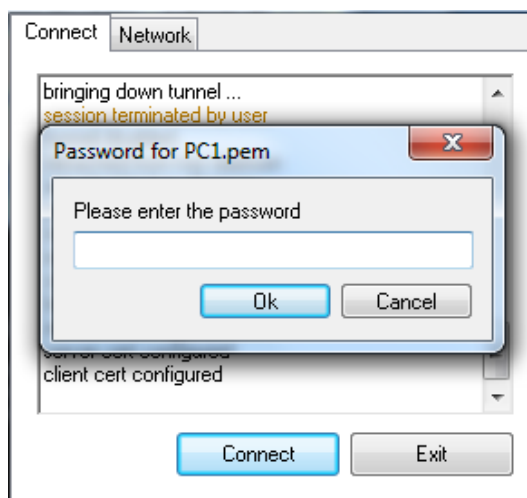 Connect
Network
bringing down tunnel ...
session terminated by user
Password for PC1.pem
Please enter the password
Ok
Cancel
configured
client cert configured
Connect
Exit